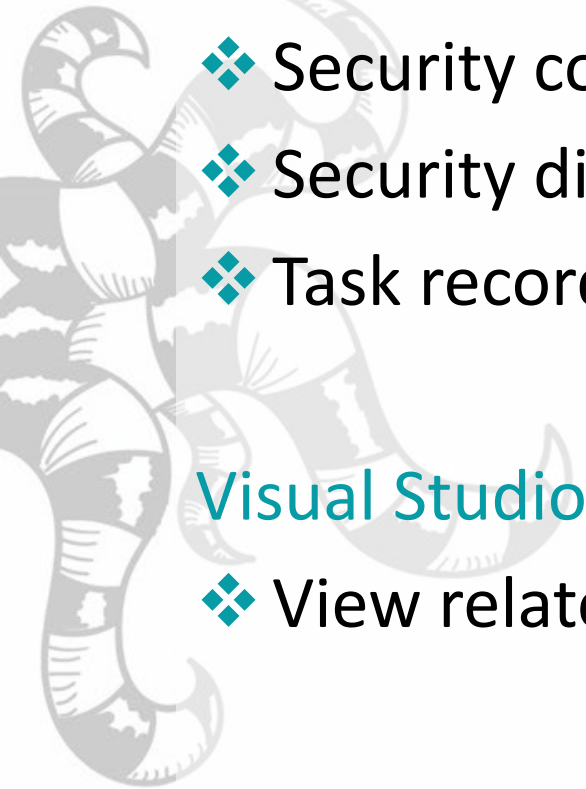 ❖ Security co
❖ Security di
❖ Task recor
Visual Studio
❖ View relat